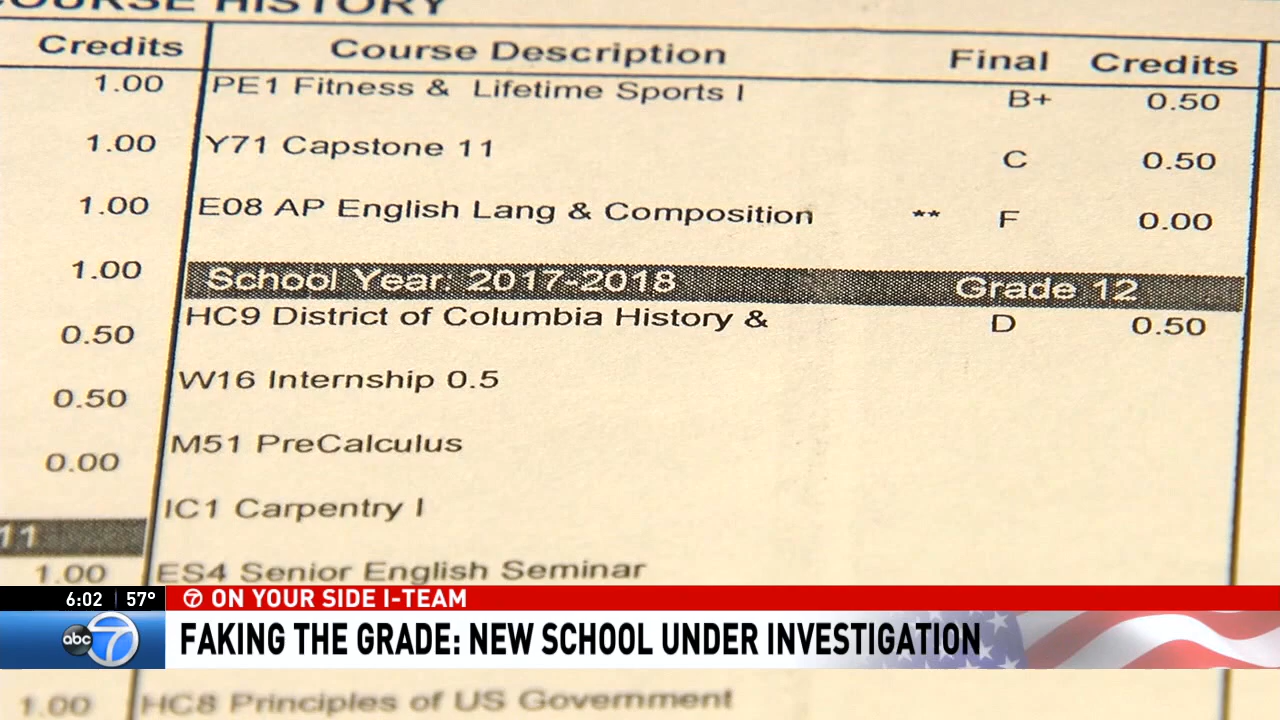 COURSE HISTORY
Credits Course Description Final Credits
1.00 PE1 Fitness & Lifetime Sports I B+ 0.50
1.00 Y71 Capstone 11 C 0.50
1.00 E08 AP English Lang & Composition ** F 0.00
1.00 School Year: 2017-2018 Grade 12
0.50 HC9 District of Columbia History & D 0.50
0.50 W16 Internship 0.5
0.00 M51 PreCalculus
IC1 Carpentry I
11
1.00 ES4 Senior English Seminar
6:02 57° 7 ON YOUR SIDE I-TEAM
abc 7 FAKING THE GRADE: NEW SCHOOL UNDER INVESTIGATION
1.00 HC8 Principles of US Government